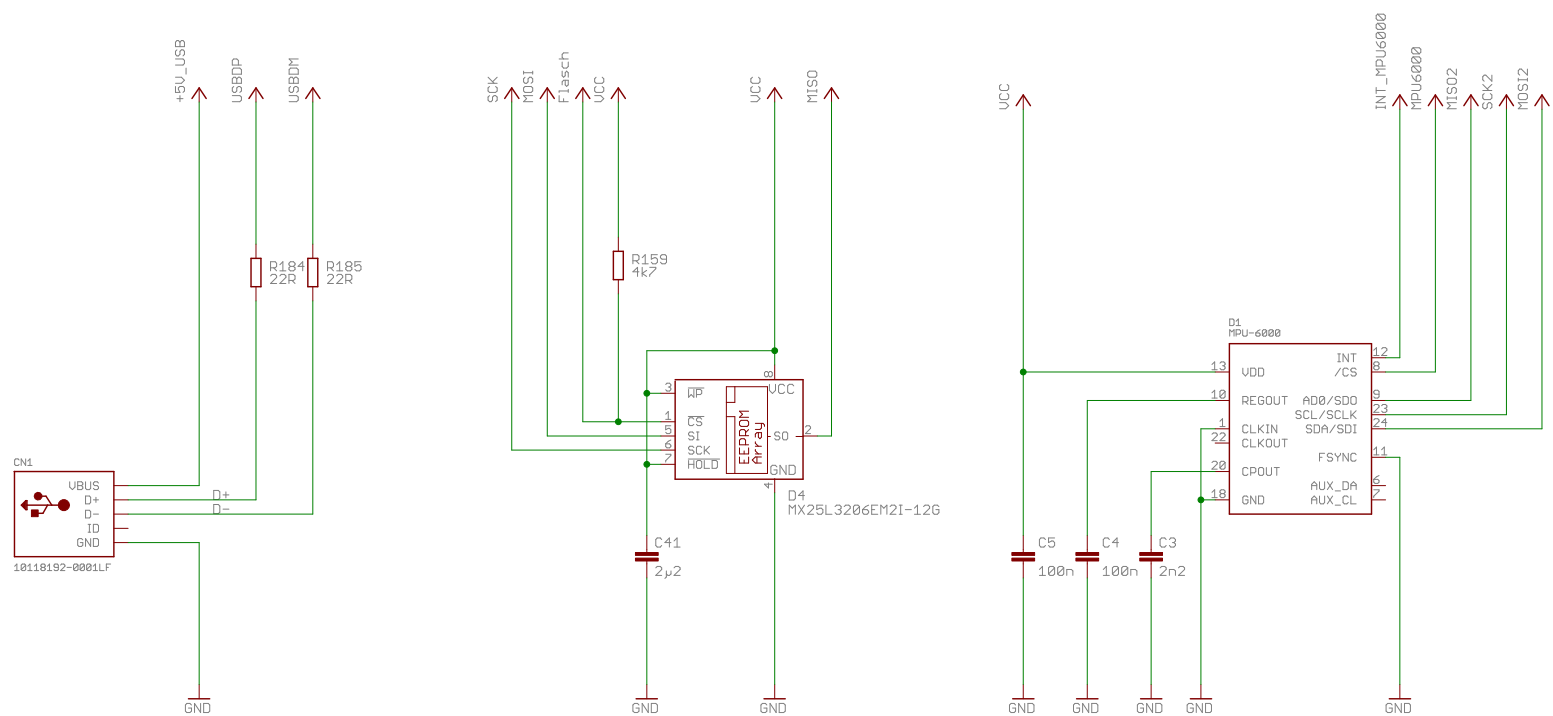 +5V_USB
USBDP
USBDM
R184
22R
R185
22R
CN1
VBUS
D+
D-
ID
GND
D+
D-
10118192-0001LF
GND
SCK
MOSI
Flasch
VCC
VCC
MISO
R159
4k7
8
VCC
3
WP
1
CS
5
SI
6
SCK
7
HOLD
EEPROM
Array
SO
2
GND
4
D4
MX25L3206EM2I-12G
C41
2µ2
GND
GND
VCC
INT_MPU6000
MPU6000
MISO2
SCK2
MOSI2
D1
MPU-6000
13
VDD
10
REGOUT
1
CLKIN
22
CLKOUT
20
CPOUT
18
GND
INT
12
/CS
8
AD0/SDO
9
SCL/SCLK
23
SDA/SDI
24
FSYNC
11
AUX_DA
6
AUX_CL
7
C5
100n
C4
100n
C3
2n2
GND
GND
GND
GND
GND